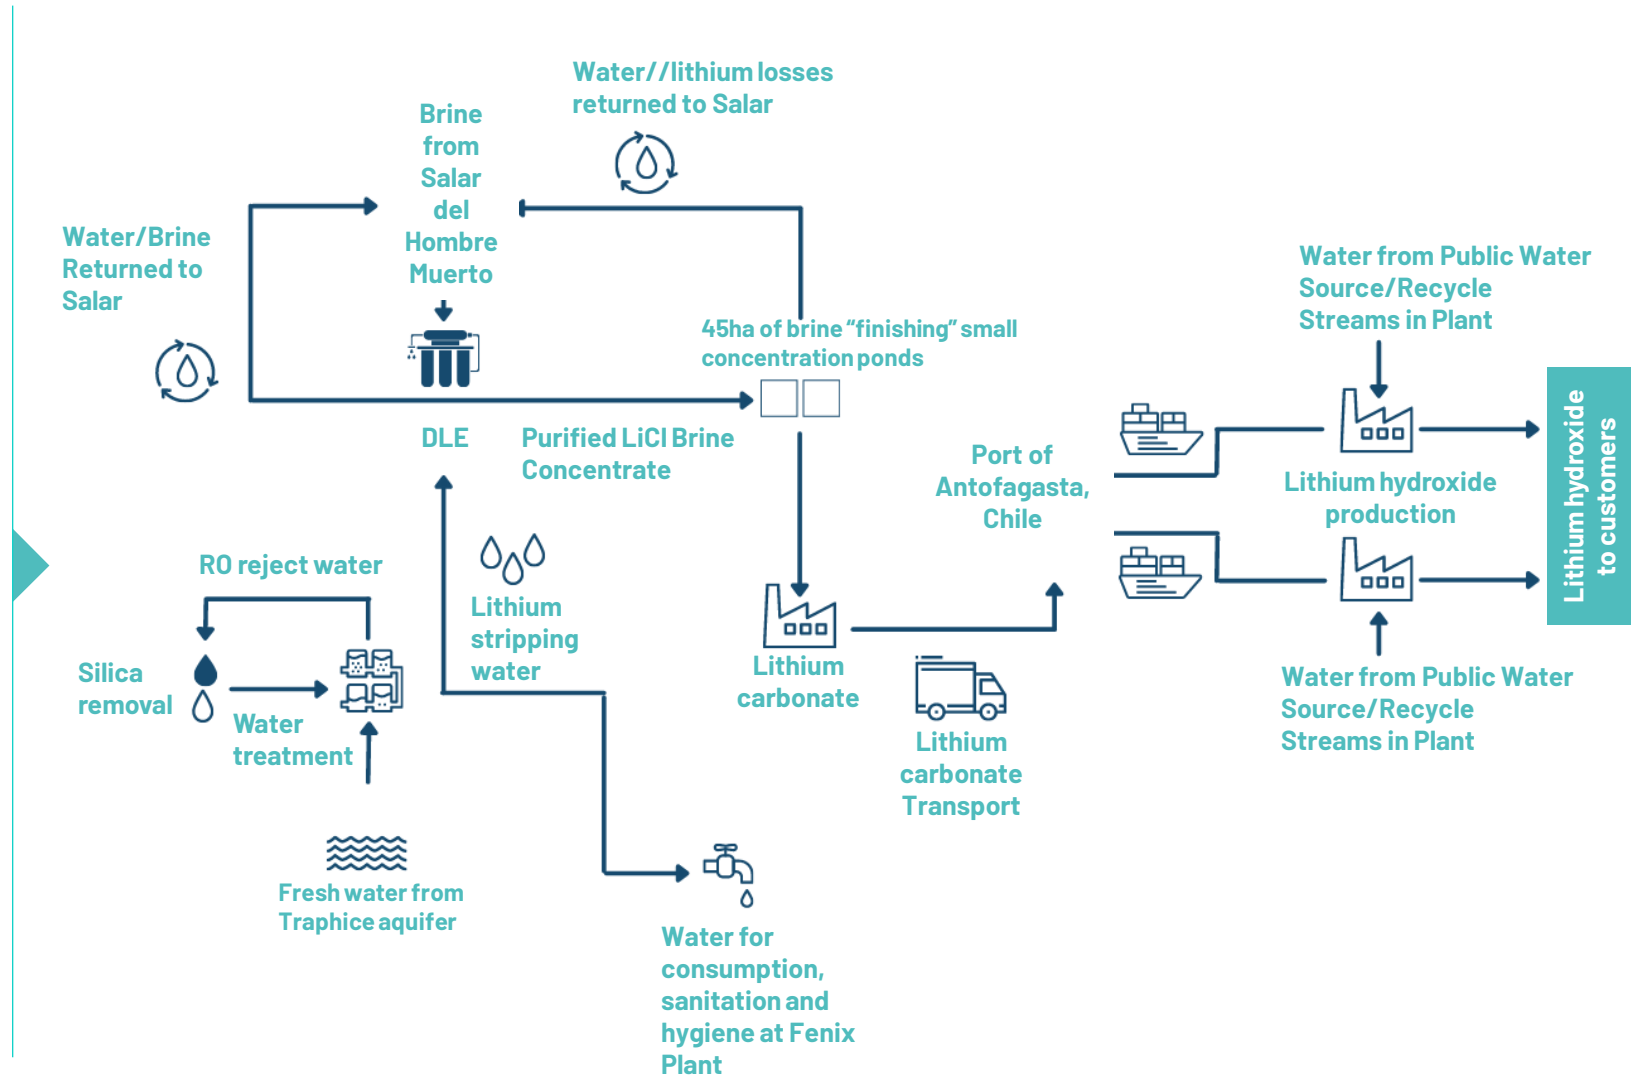 Water//lithium losses
returned to Salar
Brine
from
Salar
del
Hombre
Muerto
Water/Brine
Returned to
Salar
45ha of brine “finishing” small
concentration ponds
DLE
Purified LiCl Brine
Concentrate
Water from Public Water
Source/Recycle
Streams in Plant
Port of
Antofagasta,
Chile
Lithium hydroxide
production
Lithium hydroxide
to customers
RO reject water
Lithium
stripping
water
Silica
removal
Water
treatment
Lithium
carbonate
Lithium
carbonate
Transport
Water from Public Water
Source/Recycle
Streams in Plant
Fresh water from
Traphice aquifer
Water for
consumption,
sanitation and
hygiene at Fenix
Plant